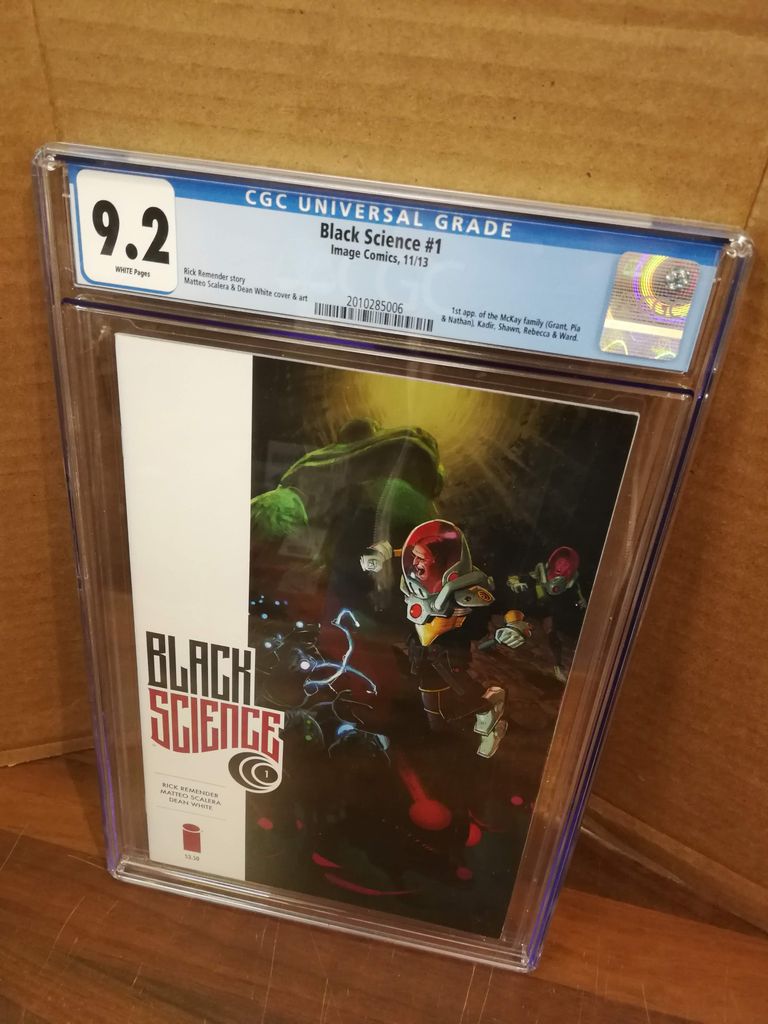 CGC UNIVERSAL GRADE
9.2
WHITE Pages
Black Science #1
Image Comics, 11/13
Rick Remender story
Matteo Scalera & Dean White cover & art
2010285006
1st app. of the McKay family (Grant, Pia
& Nathan), Kadir, Shawn, Rebecca & Ward.
BLACK
SCIENCE
1
RICK REMENDER
MATTEO SCALERA
DEAN WHITE
$3.50